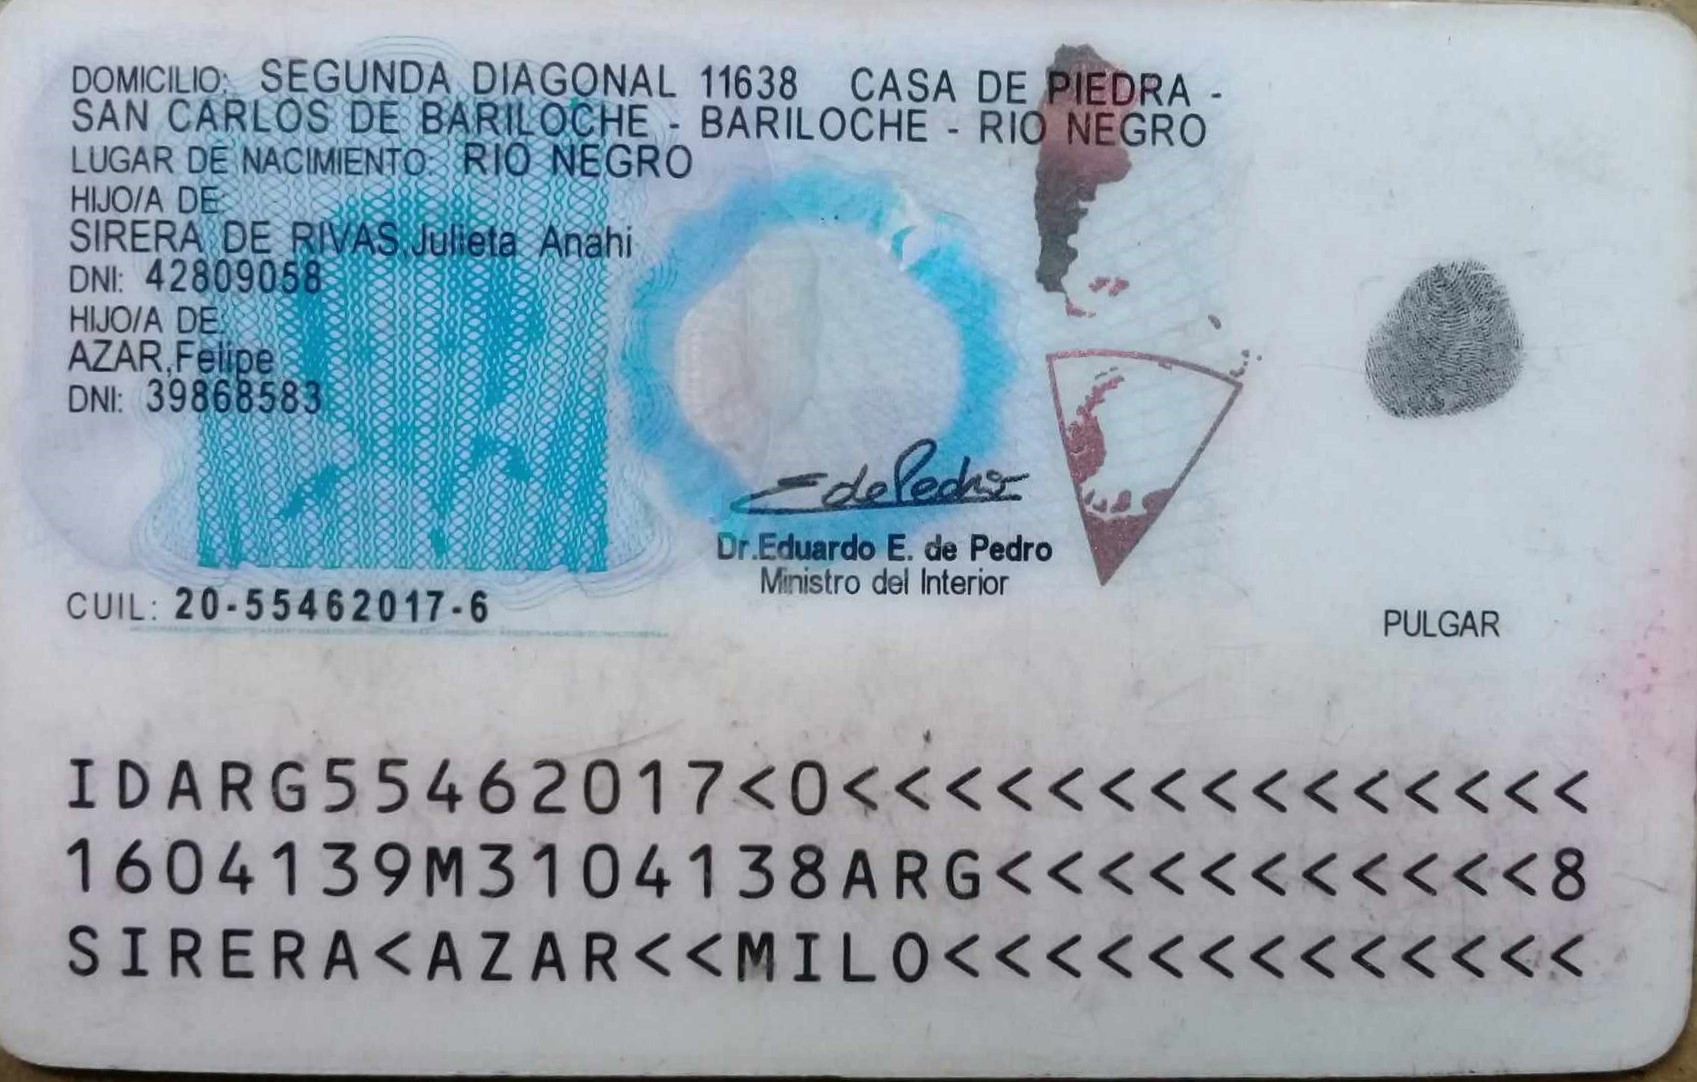 DOMICILIO: SEGUNDA DIAGONAL 11638 CASA DE PIEDRA -
SAN CARLOS DE BARILOCHE - BARILOCHE - RIO NEGRO
LUGAR DE NACIMIENTO: RIO NEGRO
HIJO/A DE:
SIRERA DE RIVAS,Julieta Anahi
DNI: 42809058
HIJO/A DE:
AZAR,Felipe
DNI: 39868583
E de Pedro
Dr.Eduardo E. de Pedro
Ministro del Interior
CUIL: 20-55462017-6
PULGAR
IDARG55462017<0<<<<<<<<<<<<<<<
1604139M3104138ARG<<<<<<<<<<<8
SIRERA<AZAR<<MILO<<<<<<<<<<<<<